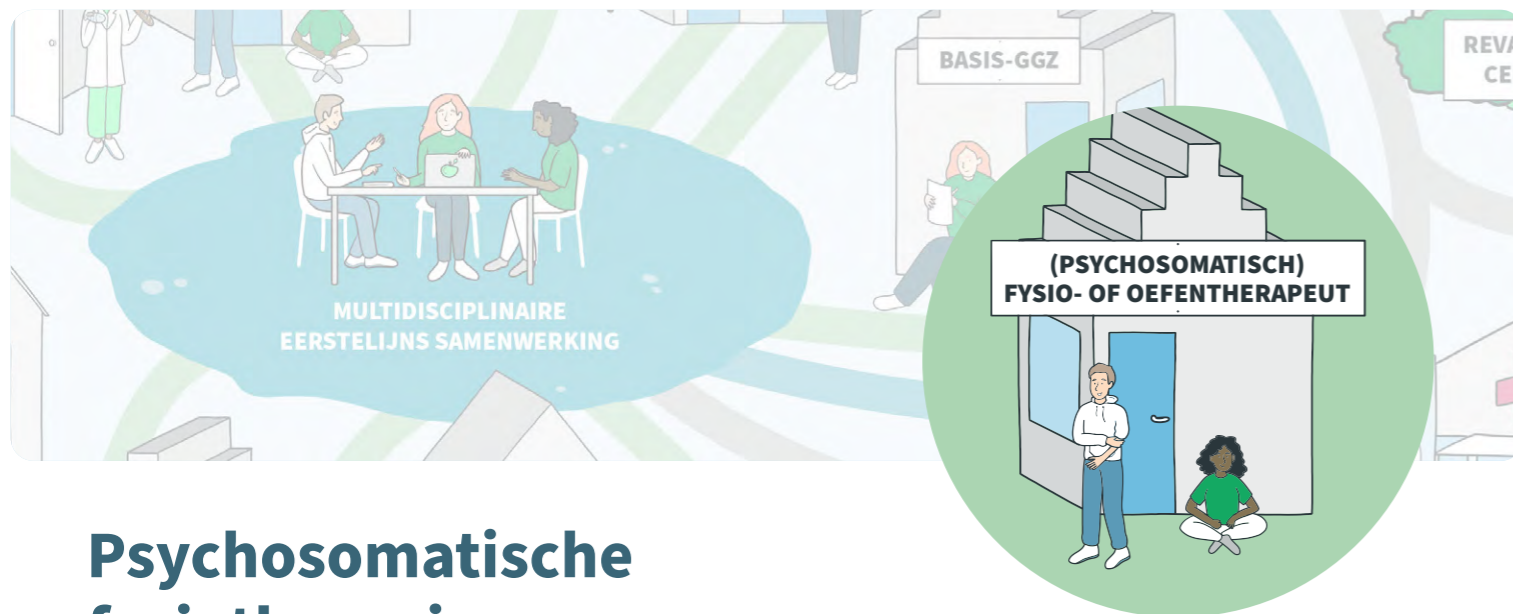 BASIS-GGZ
MULTIDISCIPLINAIRE
EERSTELIJNS SAMENWERKING
(PSYCHOSOMATISCH)
FYSIO- OF OEFENTHERAPEUT
Psychosomatische